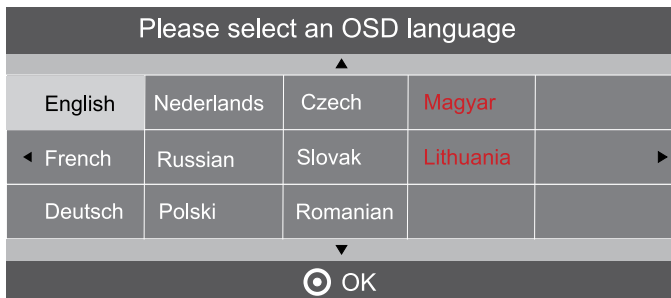 Please select an OSD language
English Nederlands Czech Magyar
French Russian Slovak Lithuania
Deutsch Polski Romanian
OK